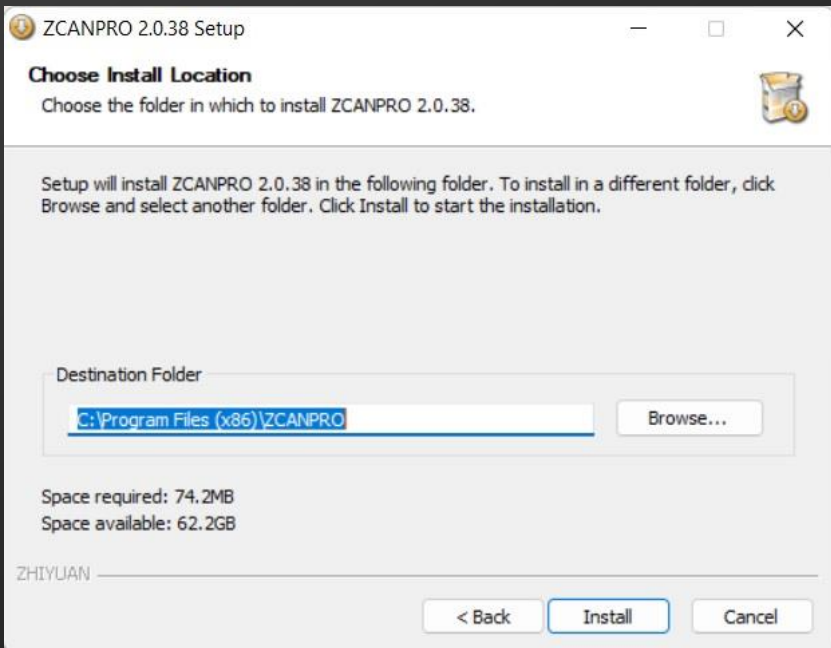 ZCANPRO 2.0.38 Setup
Choose Install Location
Choose the folder in which to install ZCANPRO 2.0.38.
Setup will install ZCANPRO 2.0.38 in the following folder. To install in a different folder, click
Browse and select another folder. Click Install to start the installation.
Destination Folder
C:\Program Files (x86)\ZCANPRO
Browse...
Space required: 74.2MB
Space available: 62.2GB
ZHIYUAN
< Back
Install
Cancel